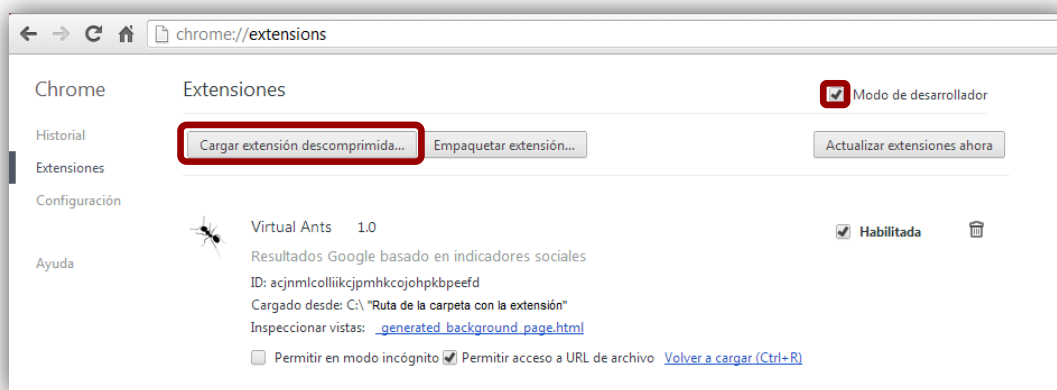 chrome://extensions
Chrome
Extensiones
Modo de desarrollador
Historial
Cargar extensión descomprimida...
Empaquetar extensión...
Actualizar extensiones ahora
Extensiones
Configuración
Virtual Ants 1.0
Habilitada
Resultados Google basado en indicadores sociales
Ayuda
ID: acjnmlcolliikcjpmhkcojohpkbpeefd
Cargado desde: C:\ "Ruta de la carpeta con la extensión"
Inspeccionar vistas: _generated_background_page.html
Permitir en modo incógnito Permitir acceso a URL de archivo Volver a cargar (Ctrl+R)